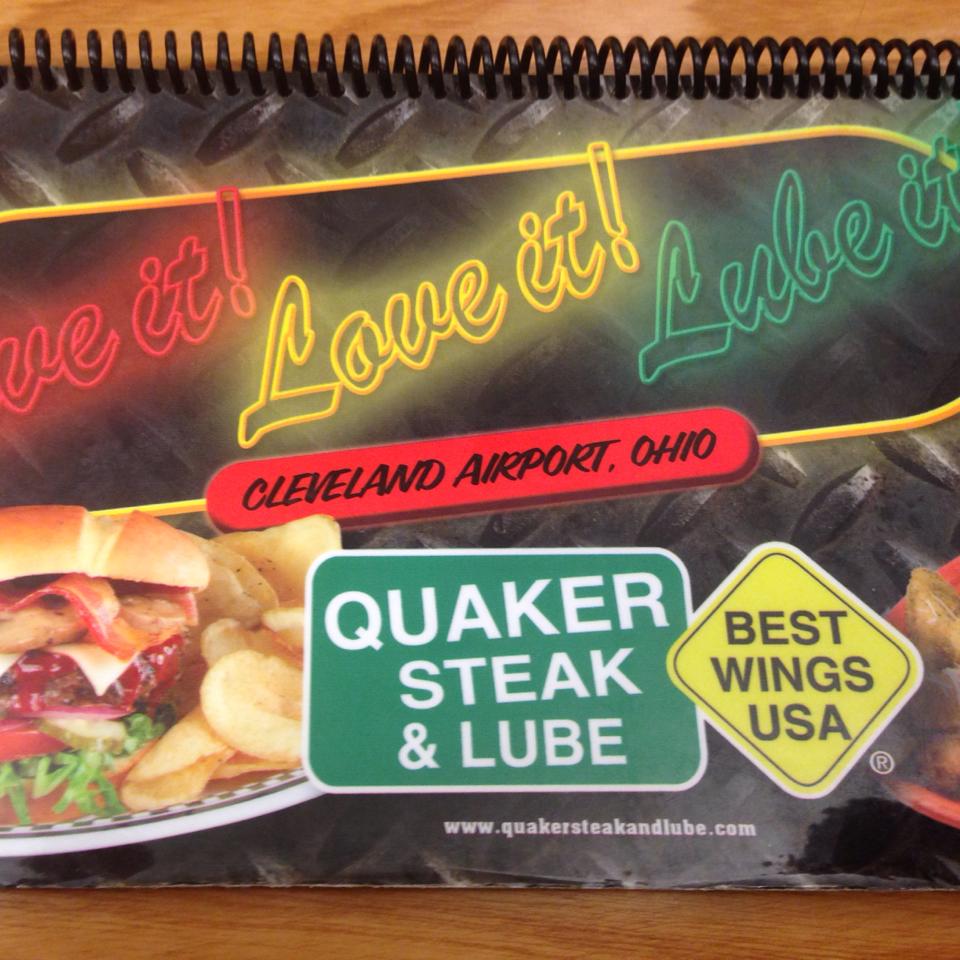 ve it! Love it! Lube it
CLEVELAND AIRPORT, OHIO
QUAKER
STEAK
& LUBE
BEST
WINGS
USA
®
www.quakersteakandlube.com